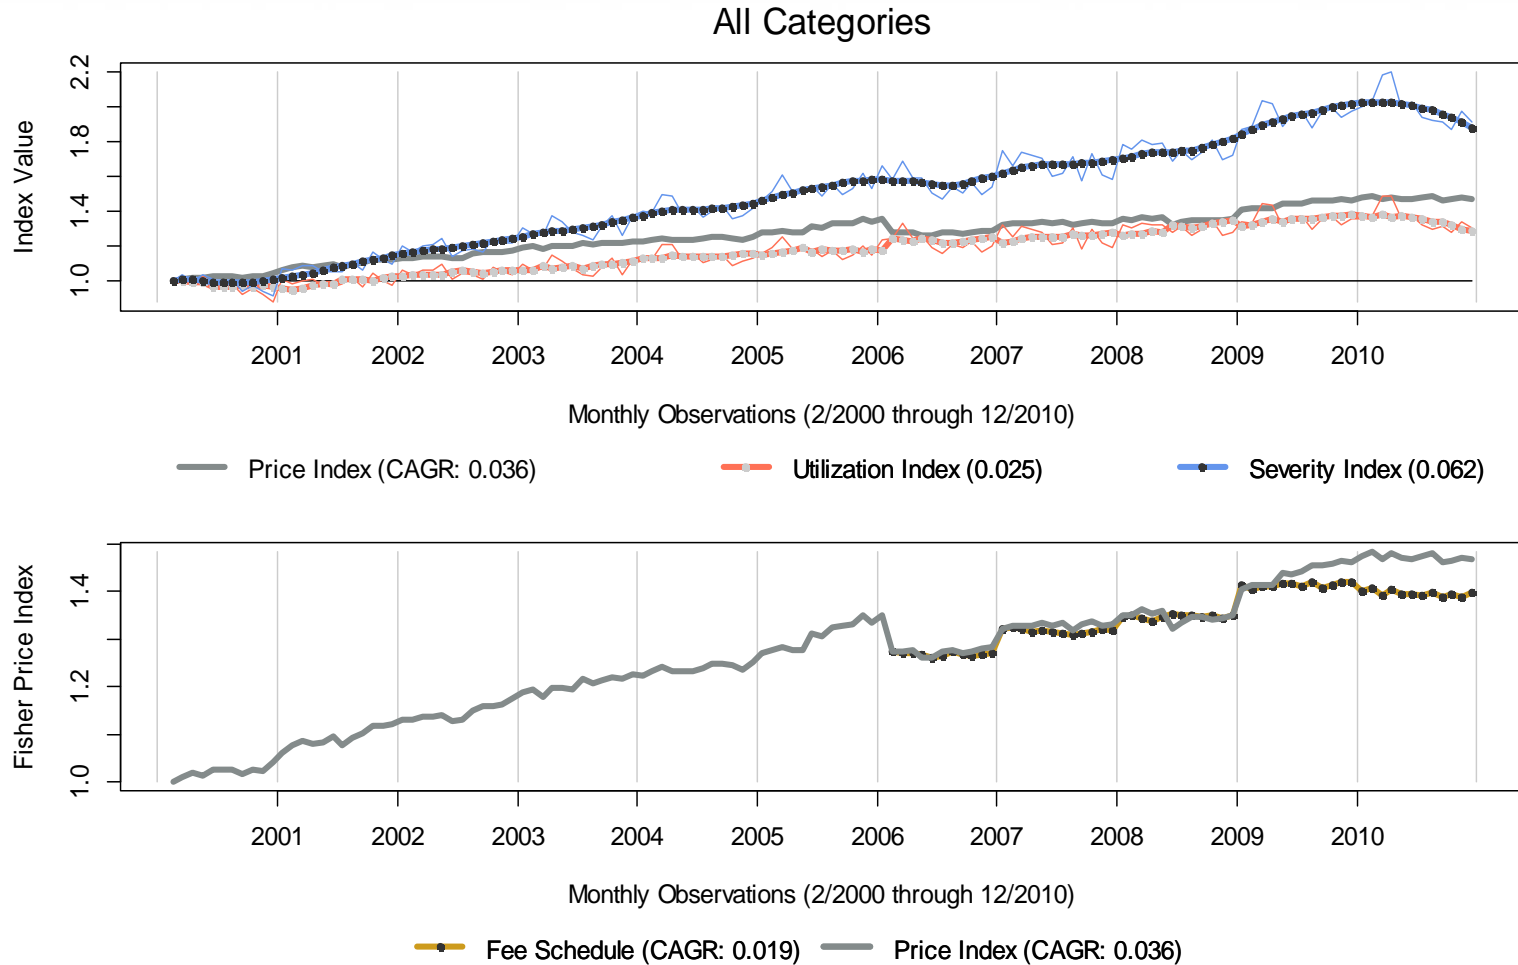 All Categories
Index Value
2.2
1.8
1.4
1.0
2001 2002 2003 2004 2005 2006 2007 2008 2009 2010
Monthly Observations (2/2000 through 12/2010)
Price Index (CAGR: 0.036) Utilization Index (0.025) Severity Index (0.062)
Fisher Price Index
1.4
1.2
1.0
2001 2002 2003 2004 2005 2006 2007 2008 2009 2010
Monthly Observations (2/2000 through 12/2010)
Fee Schedule (CAGR: 0.019) Price Index (CAGR: 0.036)